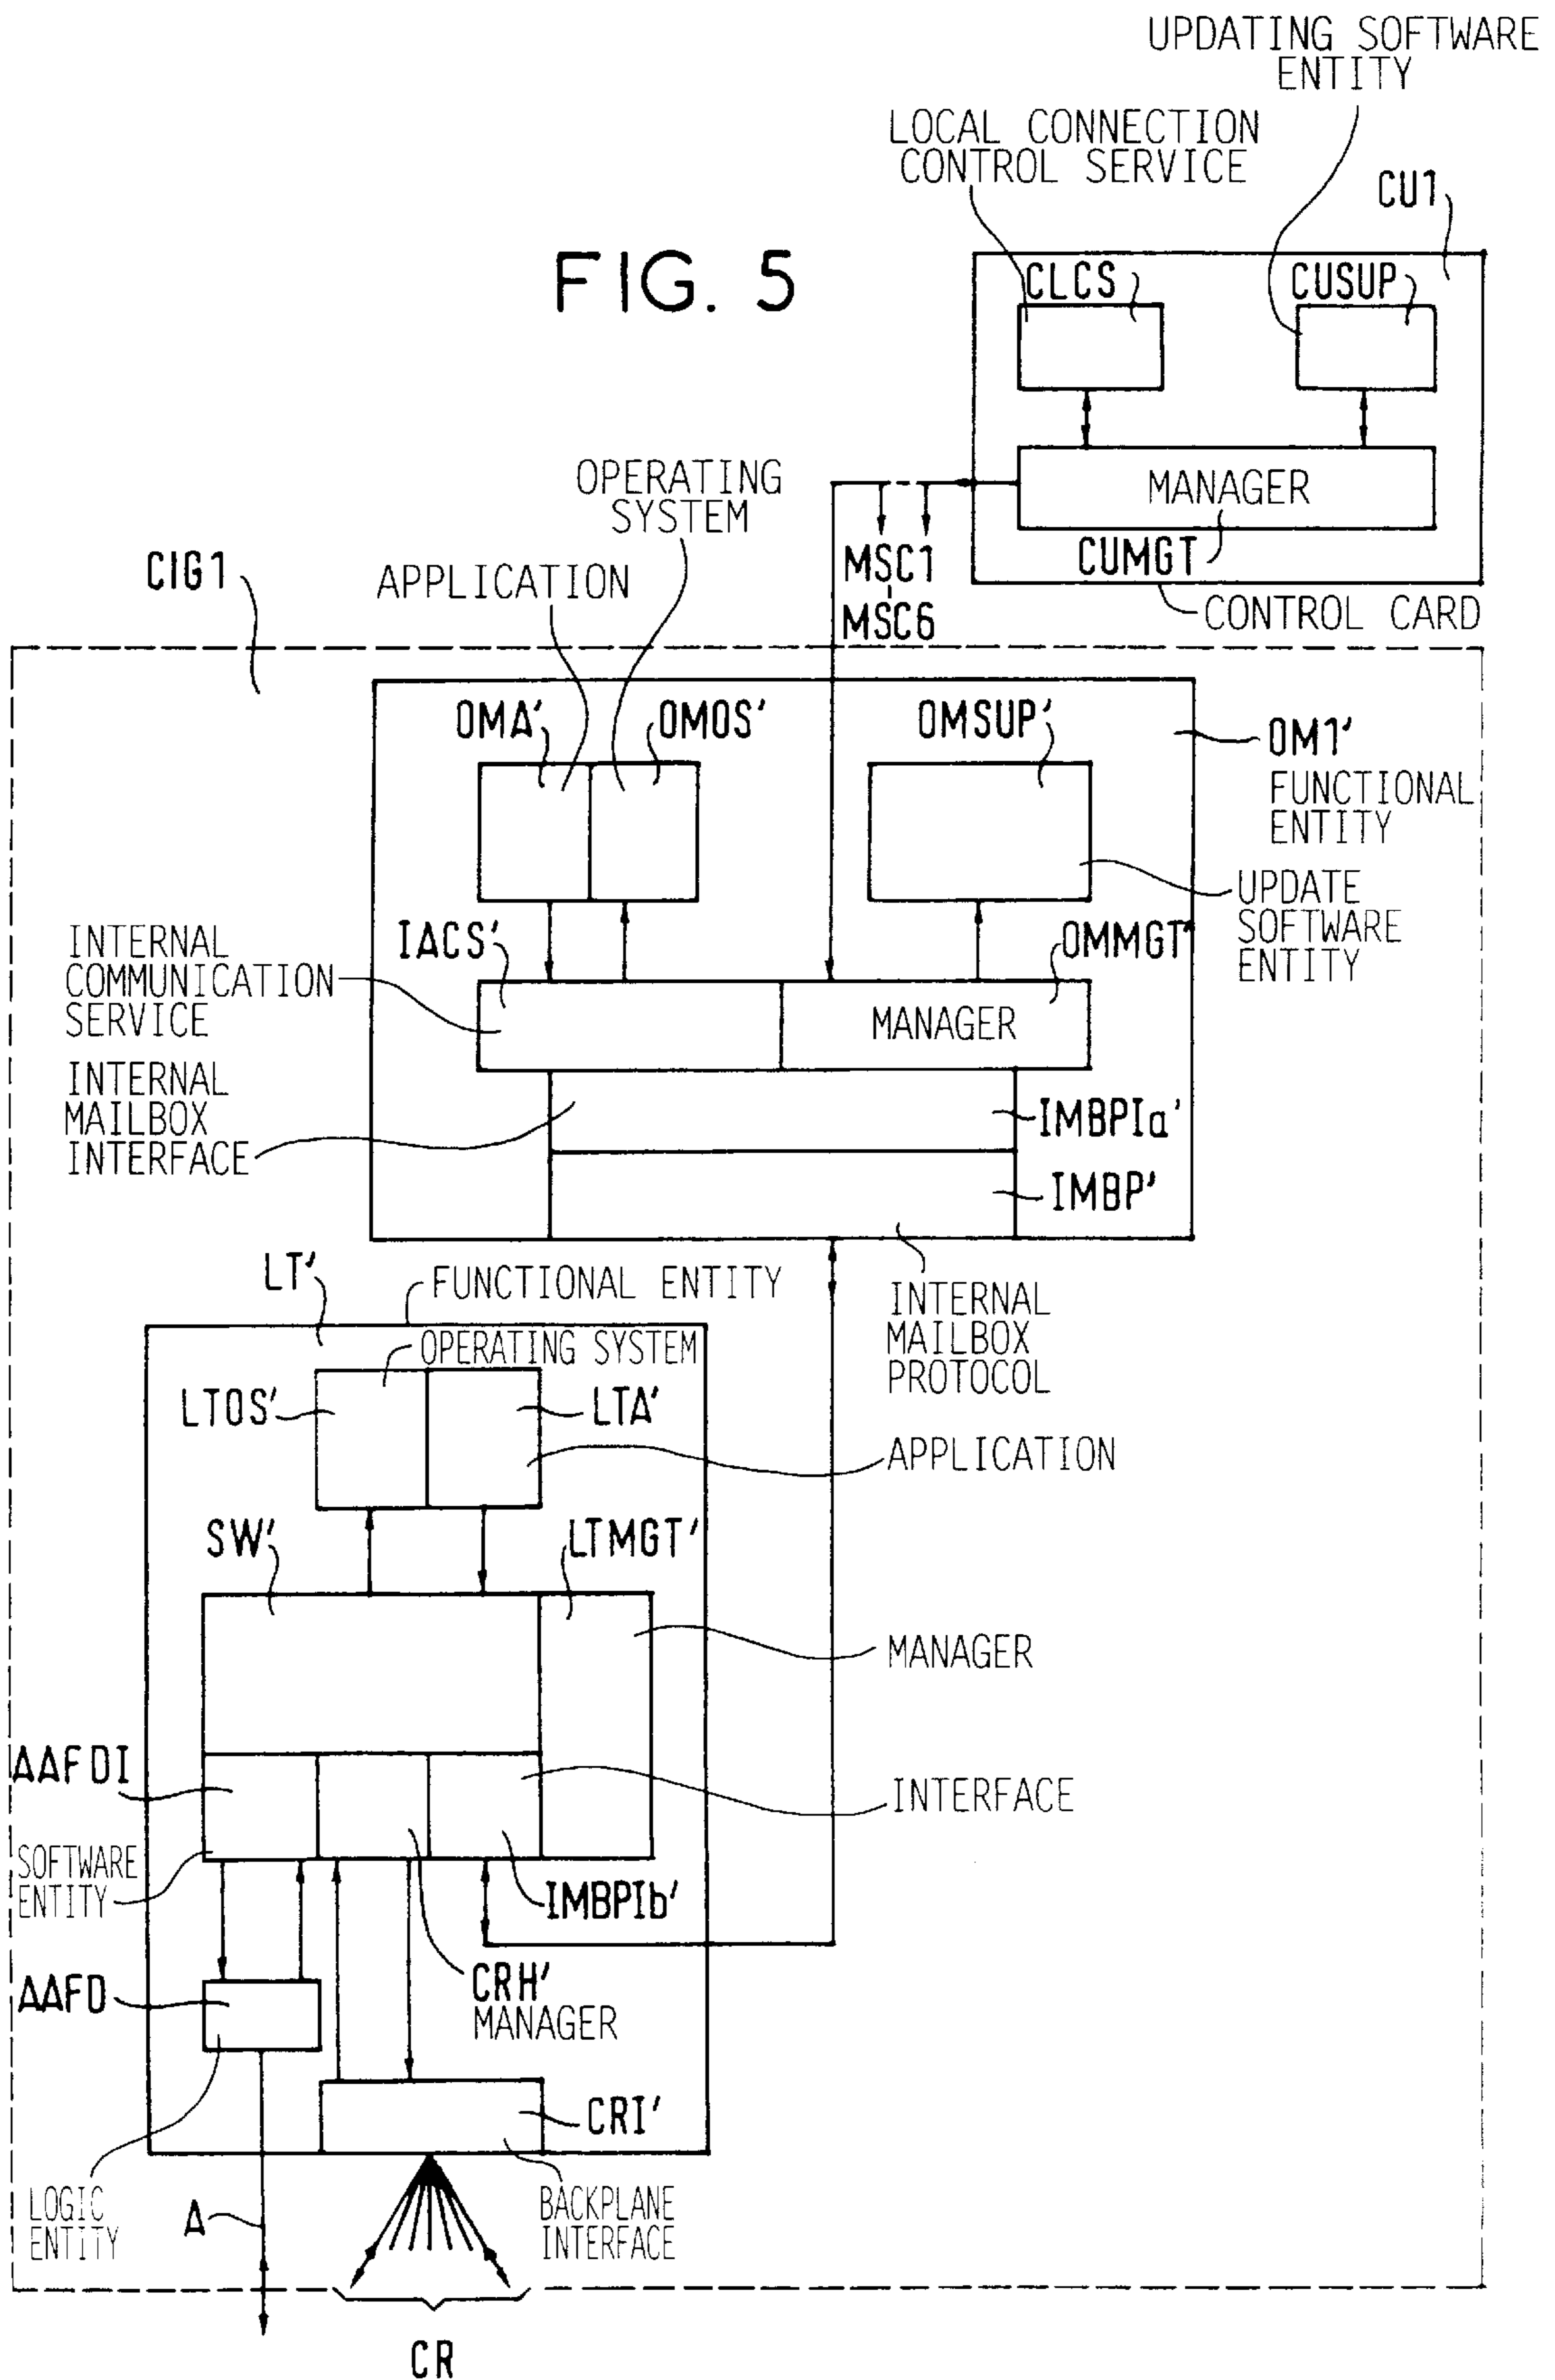 UPDATING SOFTWARE
ENTITY
LOCAL CONNECTION
CONTROL SERVICE
CU1
FIG. 5
CLCS
CUSUP
MANAGER
CUMGT
CONTROL CARD
OPERATING
SYSTEM
APPLICATION
MSC1
MSC6
CIG1
OMA'
OMOS'
OMSUP'
OM1'
FUNCTIONAL
ENTITY
UPDATE
SOFTWARE
ENTITY
IACS'
OMMGT'
INTERNAL
COMMUNICATION
SERVICE
MANAGER
INTERNAL
MAILBOX
INTERFACE
IMBPIa'
IMBP'
INTERNAL
MAILBOX
PROTOCOL
LT'
FUNCTIONAL ENTITY
OPERATING SYSTEM
LTOS'
LTA'
APPLICATION
SW'
LTMGT'
MANAGER
AAFDI
INTERFACE
SOFTWARE
ENTITY
IMBPIb'
AAFD
CRH'
MANAGER
CRI'
LOGIC
ENTITY
A
BACKPLANE
INTERFACE
CR